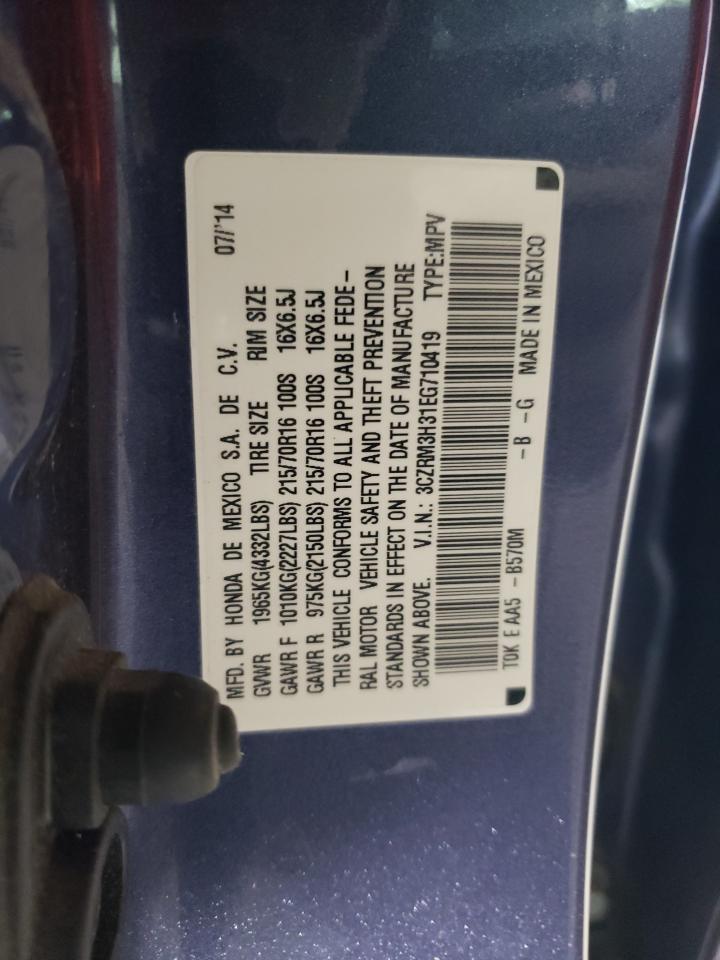 MFD. BY HONDA DE MEXICO S.A. DE C.V. 07/'14
GVWR 1965KG(4332LBS) TIRE SIZE RIM SIZE
GAWR F 1010KG(2227LBS) 215/70R16 100S 16X6.5J
GAWR R 975KG(2150LBS) 215/70R16 100S 16X6.5J
THIS VEHICLE CONFORMS TO ALL APPLICABLE FEDE-
RAL MOTOR VEHICLE SAFETY AND THEFT PREVENTION
STANDARDS IN EFFECT ON THE DATE OF MANUFACTURE
SHOWN ABOVE. V.I.N.: 3CZRM3H31EG710419 TYPE:MPV
T0K E AA5 -B570M -B -G MADE IN MEXICO